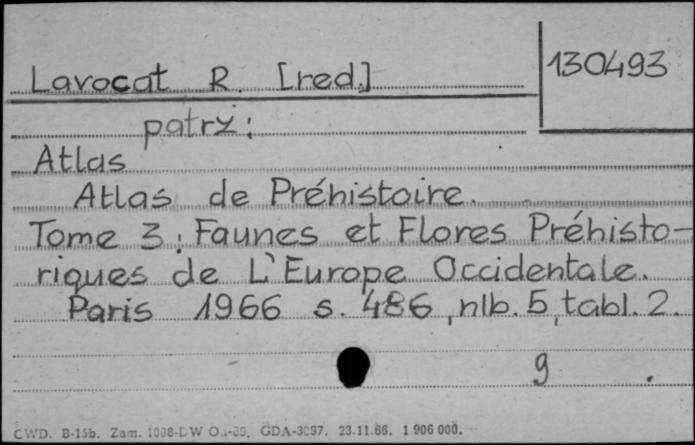 Lavocat R. [red.]
130493
patrz:
Atlas
Atlas de Préhistoire.
Tome 3: Faunes et Flores Préhisto-
riques de L'Europe Occidentale.
Paris 1966 s. 486, nlb. 5, tabl. 2.
9
CWD. B-15b. Zam. 1008-DW GDA-3097. 23.11.66. 1 906 000.